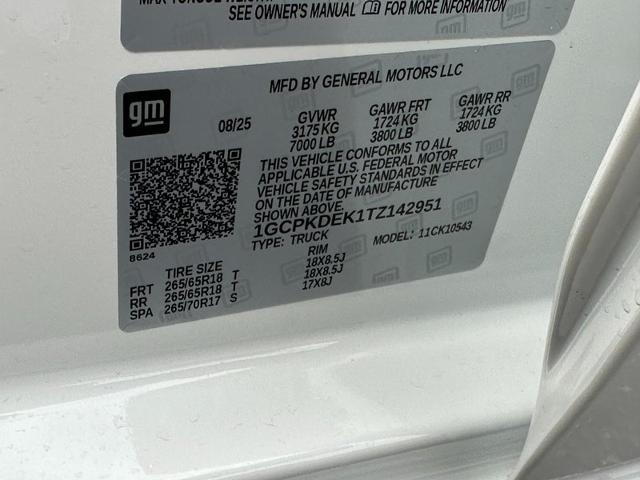 SEE OWNER'S MANUAL FOR MORE INFORMATION
gm
MFD BY GENERAL MOTORS LLC
08/25 GVWR GAWR FRT GAWR RR
3175 KG 1724 KG 1724 KG
7000 LB 3800 LB 3800 LB
THIS VEHICLE CONFORMS TO ALL
APPLICABLE U.S. FEDERAL MOTOR
VEHICLE SAFETY STANDARDS IN EFFECT
ON THE DATE OF MANUFACTURE
SHOWN ABOVE.
1GCPKDEK1TZ142951
TYPE: TRUCK MODEL: 11CK10543
8624
TIRE SIZE RIM
FRT 265/65R18 T 18X8.5J
RR 265/65R18 T 18X8.5J
SPA 265/70R17 S 17X8J